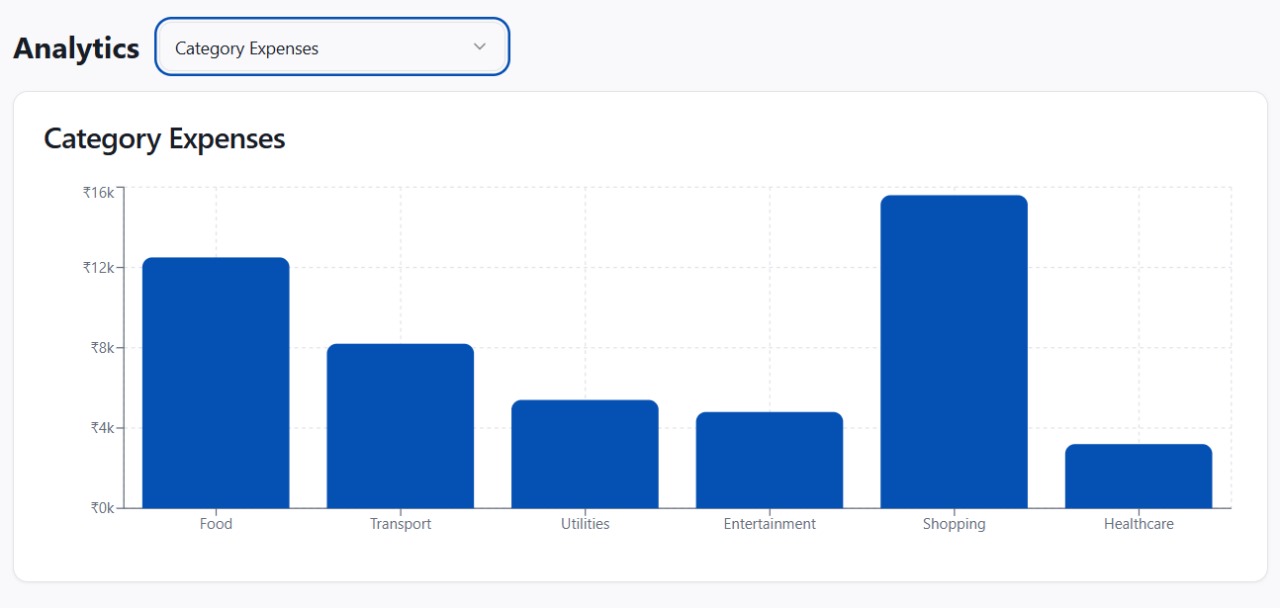 Analytics
Category Expenses
Category Expenses
₹16k
₹12k
₹8k
₹4k
₹0k
Food
Transport
Utilities
Entertainment
Shopping
Healthcare